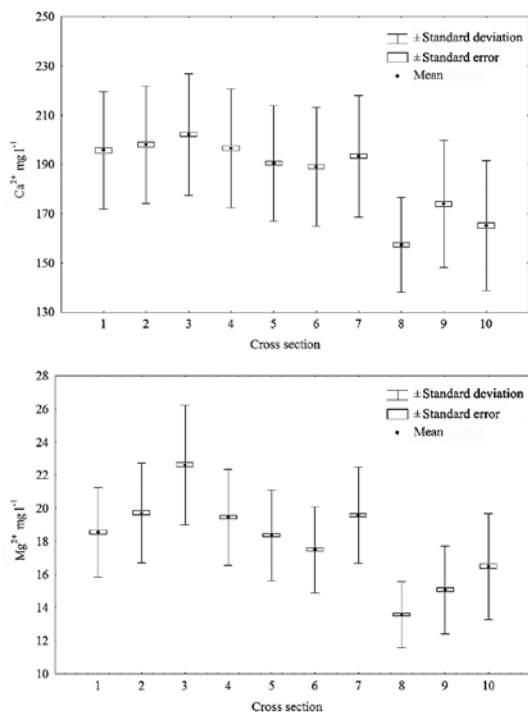 250
230
210
190
170
150
130
Ca²⁺ mg l⁻¹
± Standard deviation
± Standard error
Mean
1 2 3 4 5 6 7 8 9 10
Cross section
28
26
24
22
20
18
16
14
12
10
Mg²⁺ mg l⁻¹
± Standard deviation
± Standard error
Mean
1 2 3 4 5 6 7 8 9 10
Cross section